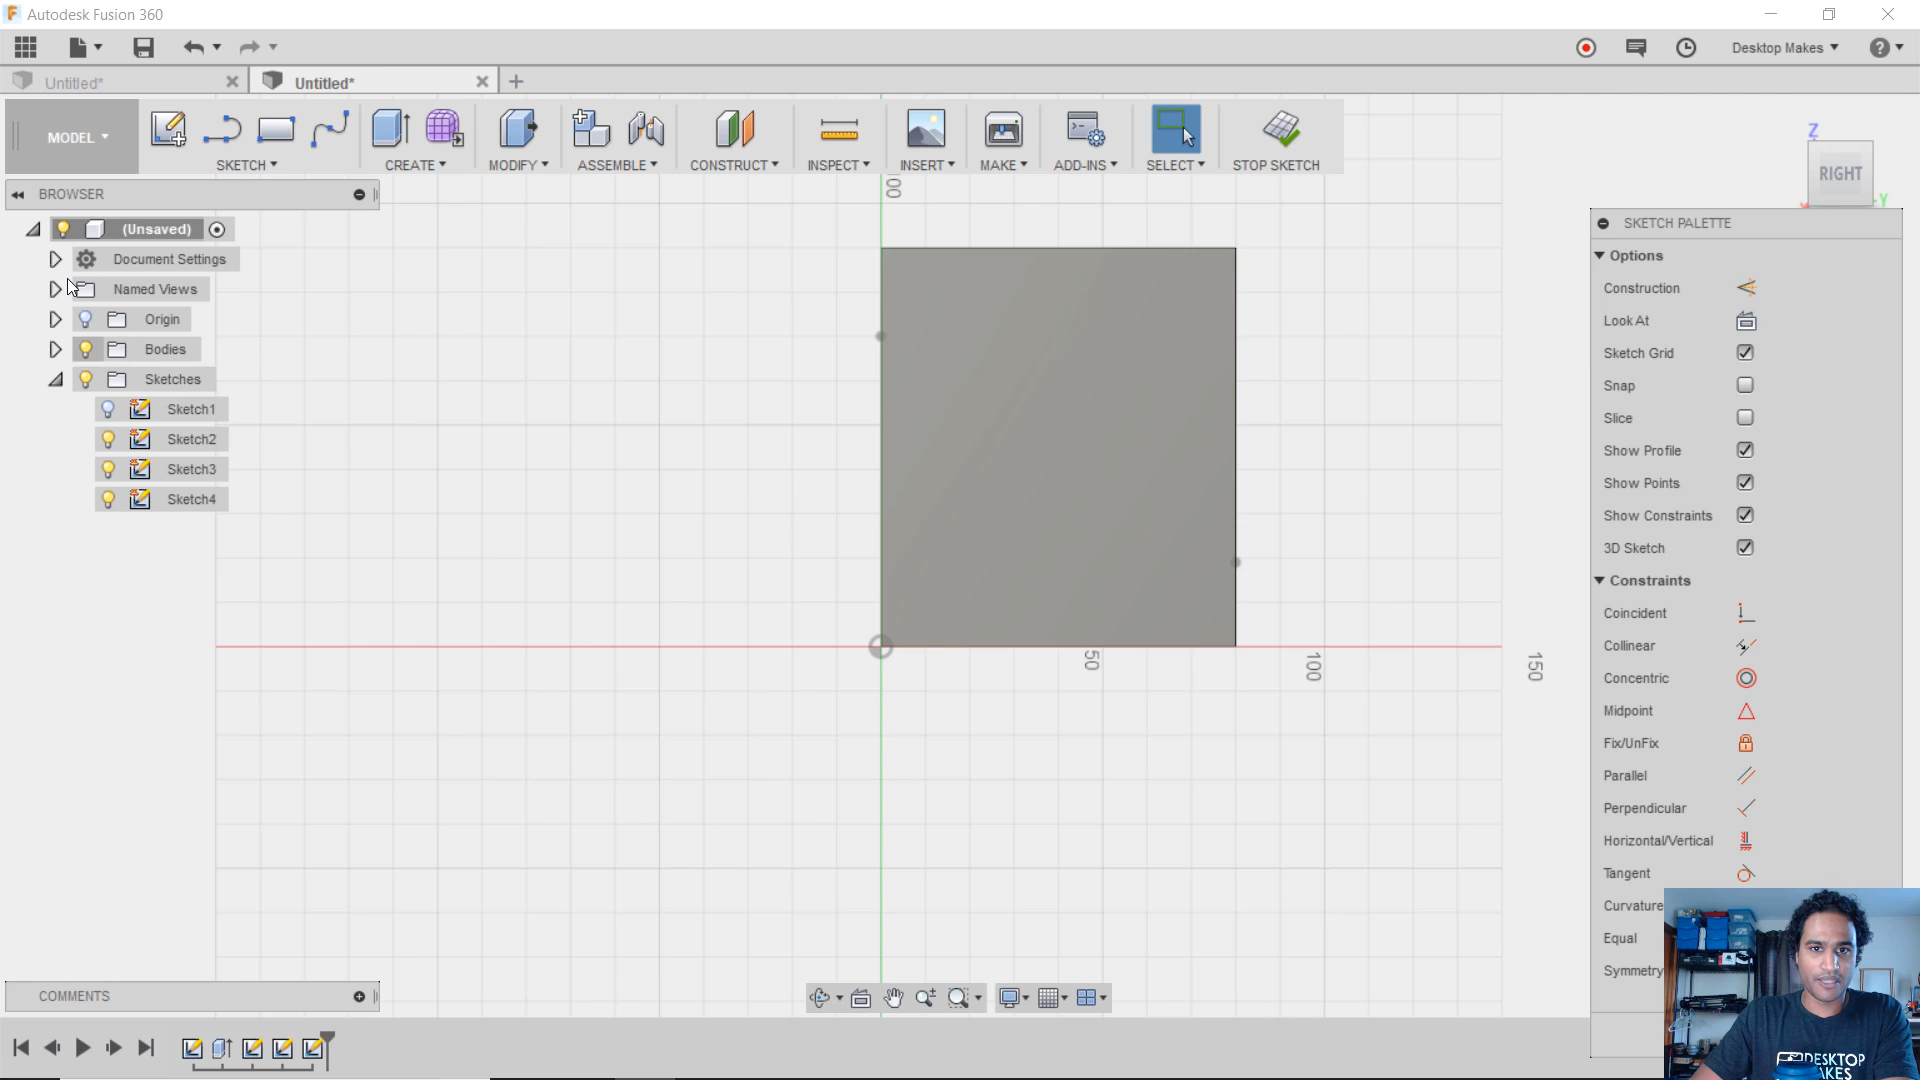 Autodesk Fusion 360
Desktop Makes
Untitled*
Untitled*
MODEL
SKETCH
CREATE
MODIFY
ASSEMBLE
CONSTRUCT
INSPECT
INSERT
MAKE
ADD-INS
SELECT
STOP SKETCH
BROWSER
(Unsaved)
Document Settings
Named Views
Origin
Bodies
Sketches
Sketch1
Sketch2
Sketch3
Sketch4
50
100
150
Z
RIGHT
Y
SKETCH PALETTE
Options
Construction
Look At
Sketch Grid
Snap
Slice
Show Profile
Show Points
Show Constraints
3D Sketch
Constraints
Coincident
Collinear
Concentric
Midpoint
Fix/UnFix
Parallel
Perpendicular
Horizontal/Vertical
Tangent
Curvature
Equal
Symmetry
COMMENTS
DESKTOP